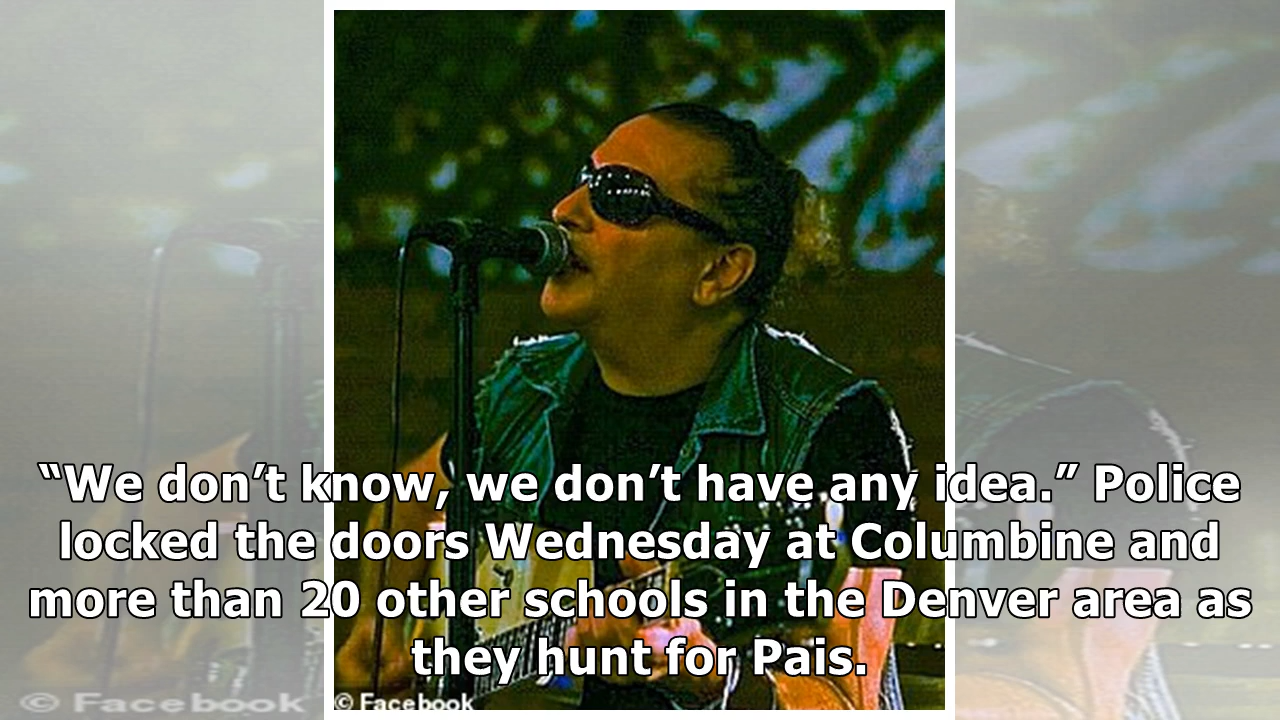 “We don’t know, we don’t have any idea.” Police
locked the doors Wednesday at Columbine and
more than 20 other schools in the Denver area as
they hunt for Pais.
© Facebook
© Facebook